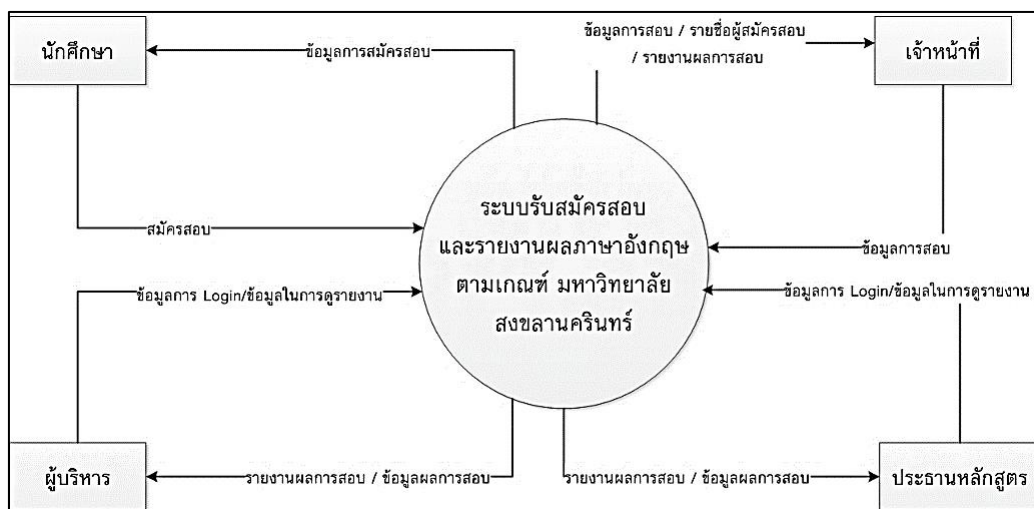 นักศึกษา
ข้อมูลการสมัครสอบ
ข้อมูลการสอบ / รายชื่อผู้สมัครสอบ
/ รายงานผลการสอบ
เจ้าหน้าที่
ระบบรับสมัครสอบ
และรายงานผลภาษาอังกฤษ
ตามเกณฑ์ มหาวิทยาลัย
สงขลานครินทร์
สมัครสอบ
ข้อมูลการสอบ
ข้อมูลการ Login/ข้อมูลในการดูรายงาน
ข้อมูลการ Login/ข้อมูลในการดูรายงาน
ผู้บริหาร
รายงานผลการสอบ / ข้อมูลผลการสอบ
รายงานผลการสอบ / ข้อมูลผลการสอบ
ประธานหลักสูตร